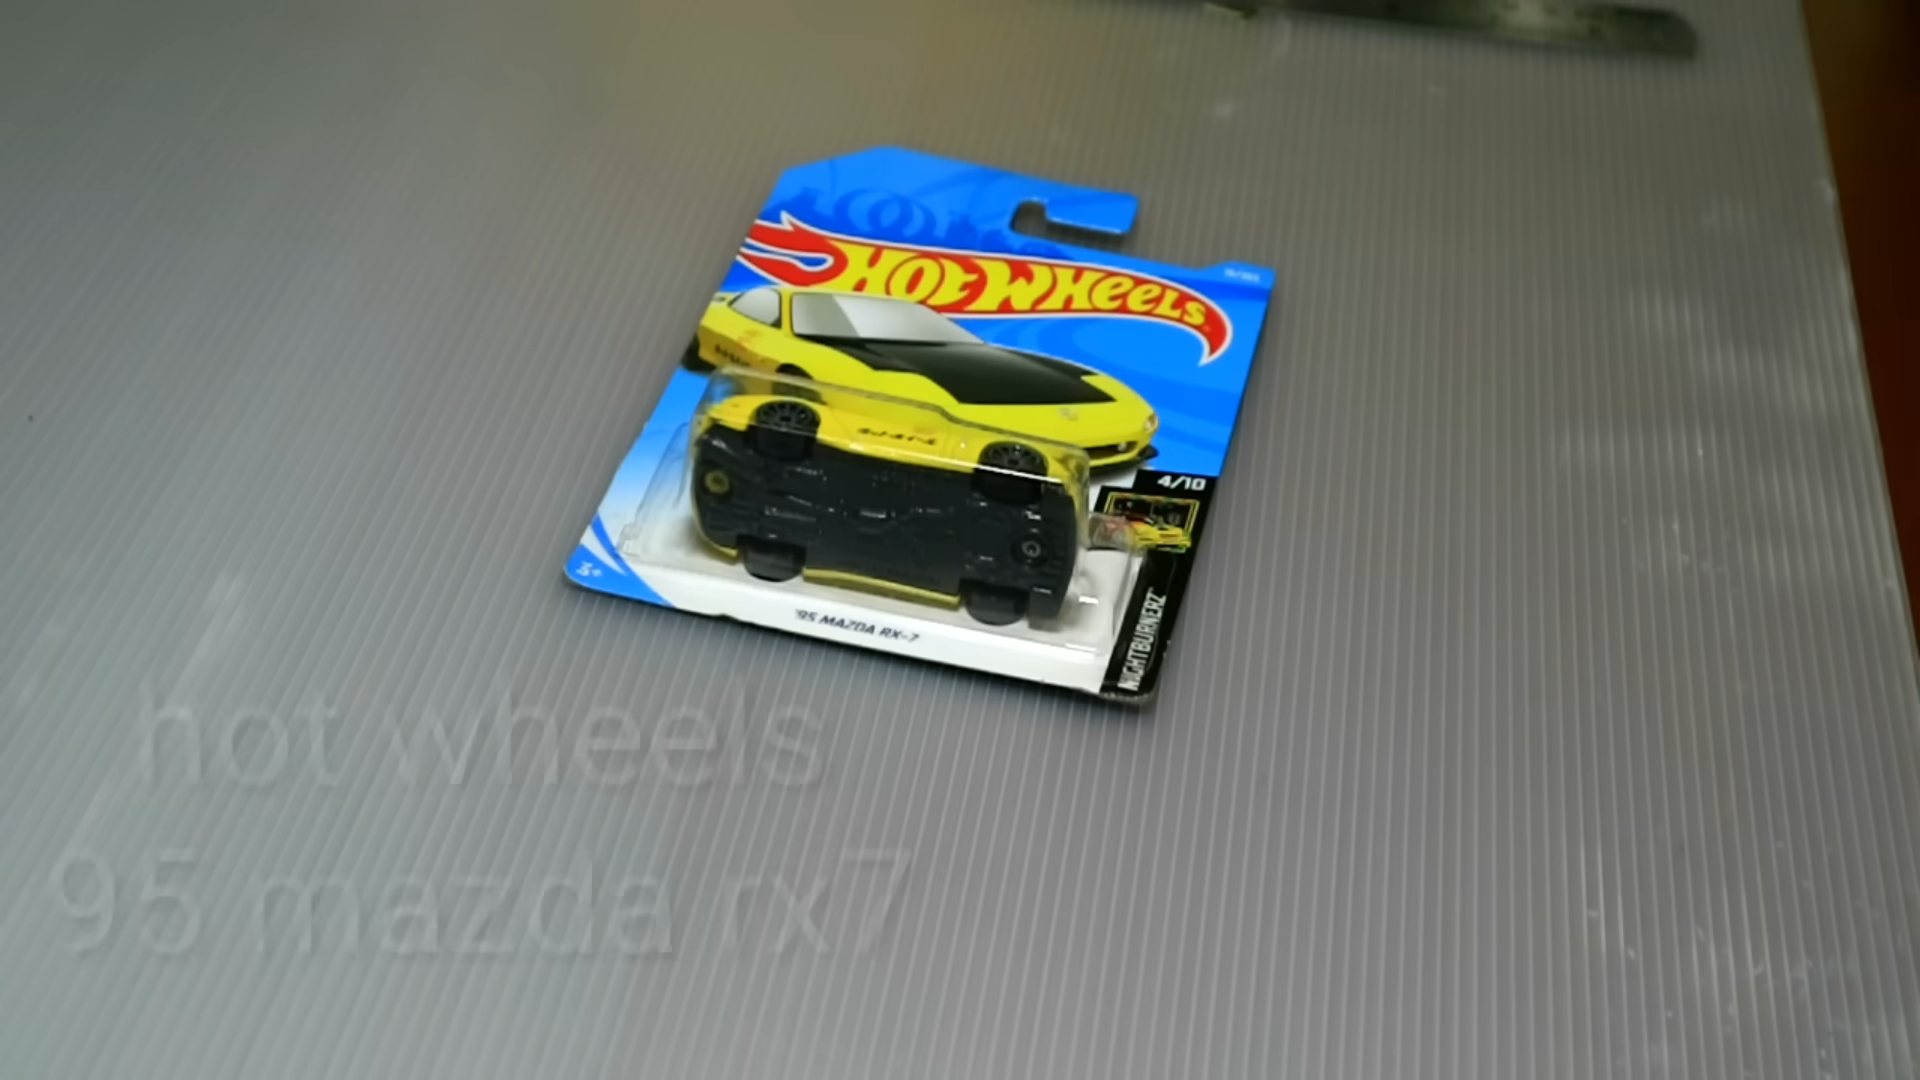 HOT WHEELS
4/10
'95 MAZDA RX-7
NIGHTBURNERZ
hot wheels
95 mazda rx7